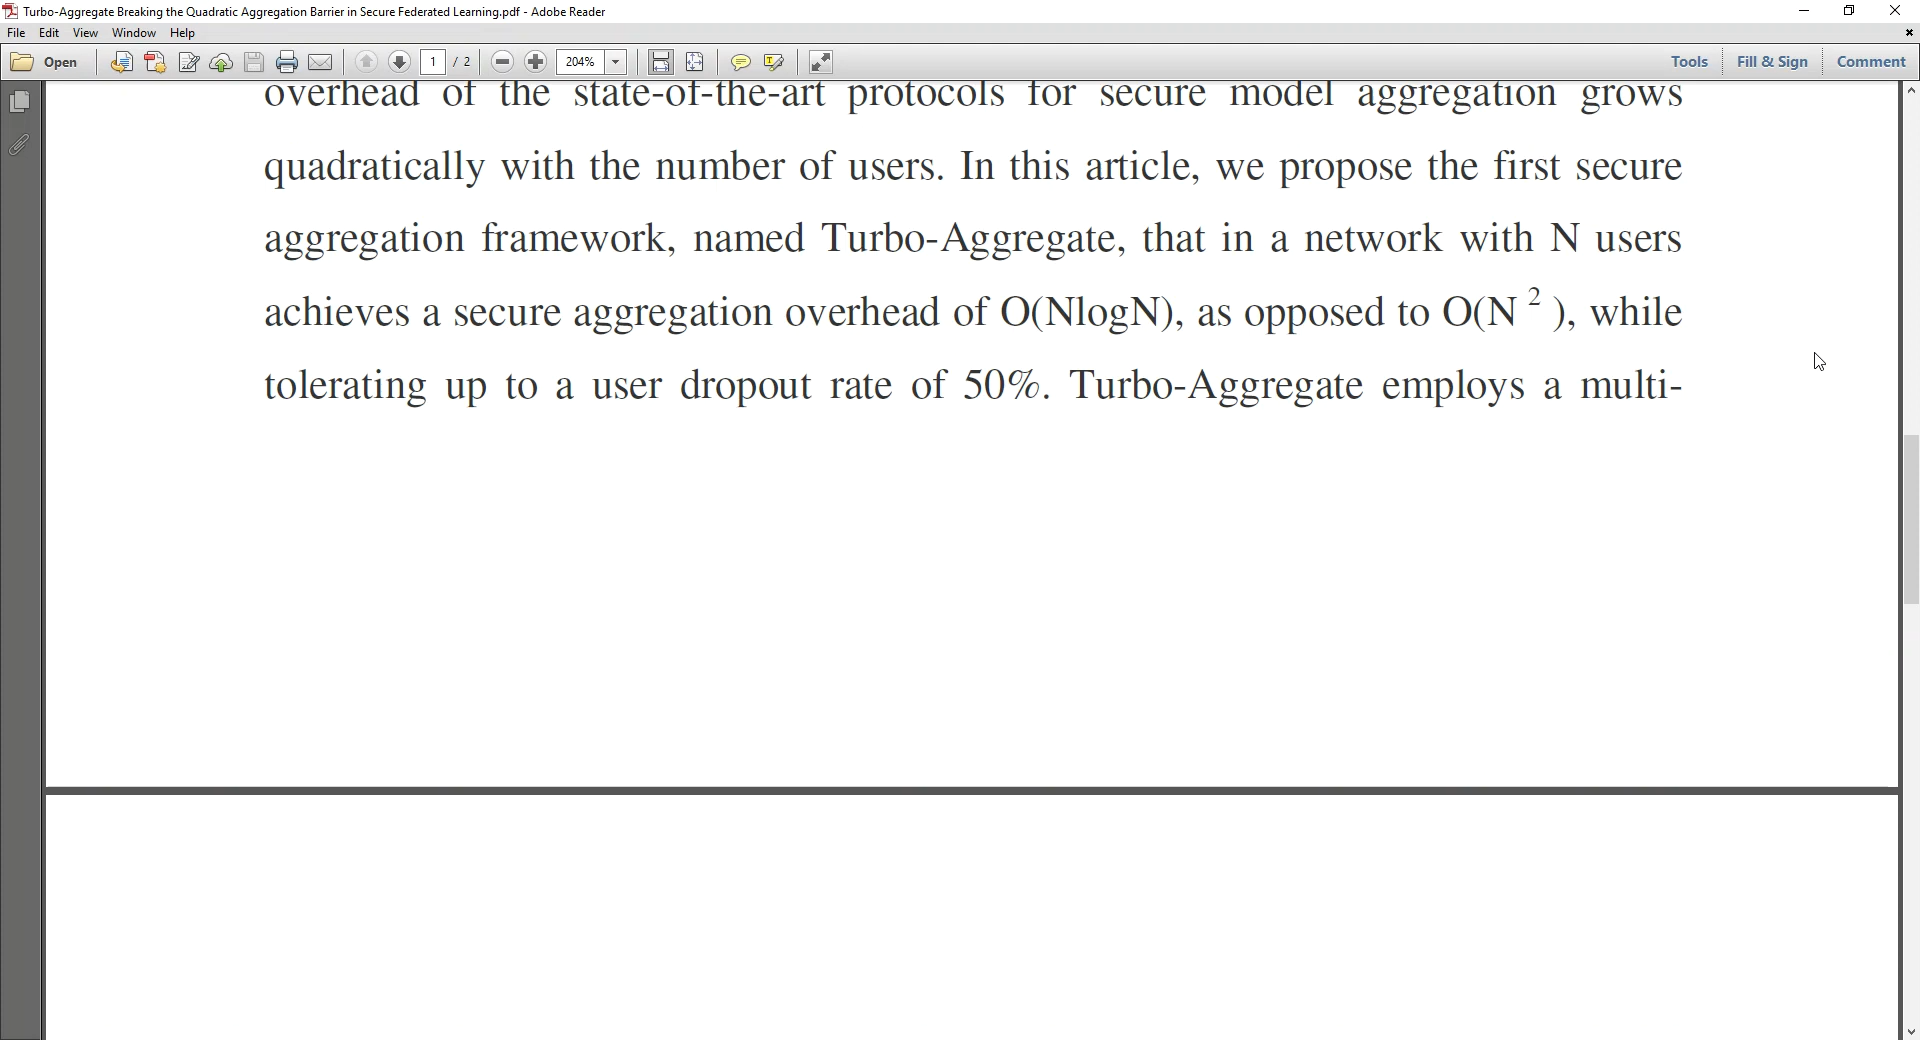 Turbo-Aggregate Breaking the Quadratic Aggregation Barrier in Secure Federated Learning.pdf - Adobe Reader
File Edit View Window Help
Open 1 / 2 204% Tools Fill & Sign Comment
overhead of the state-of-the-art protocols for secure model aggregation grows
quadratically with the number of users. In this article, we propose the first secure
aggregation framework, named Turbo-Aggregate, that in a network with N users
achieves a secure aggregation overhead of O(NlogN), as opposed to O(N 2 ), while
tolerating up to a user dropout rate of 50%. Turbo-Aggregate employs a multi-